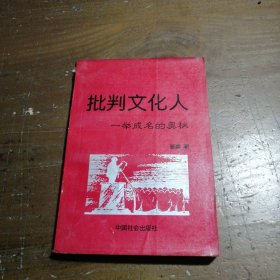 批判文化人
一举成名的奥秘
著
中国社会出版社